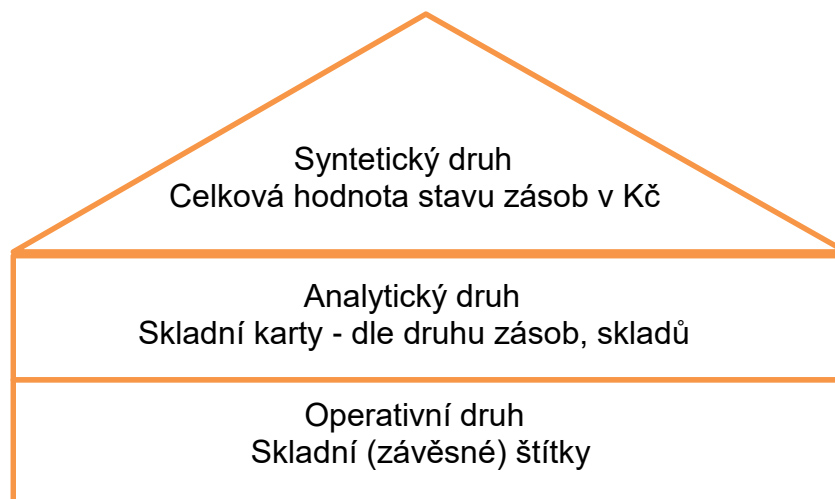 Syntetický druh
Celková hodnota stavu zásob v Kč
Analytický druh
Skladní karty - dle druhu zásob, skladů
Operativní druh
Skladní (závěsné) štítky